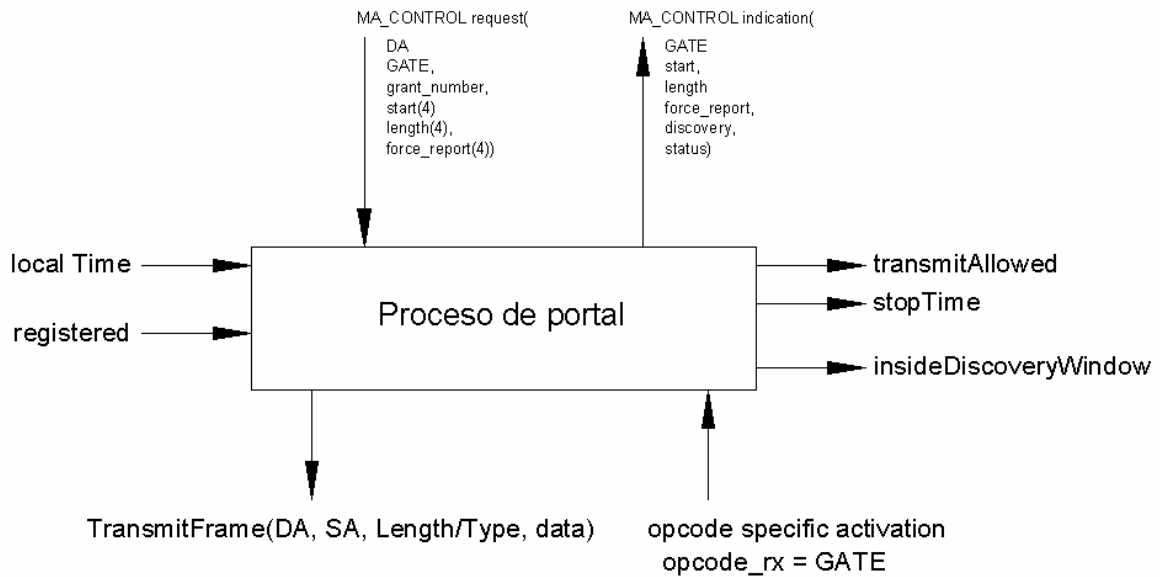 MA_CONTROL request(
DA
GATE,
grant_number,
start(4)
length(4),
force_report(4))
MA_CONTROL indication(
GATE
start,
length
force_report,
discovery,
status)
local Time
registered
Proceso de portal
transmitAllowed
stopTime
insideDiscoveryWindow
TransmitFrame(DA, SA, Length/Type, data)
opcode specific activation
opcode_rx = GATE